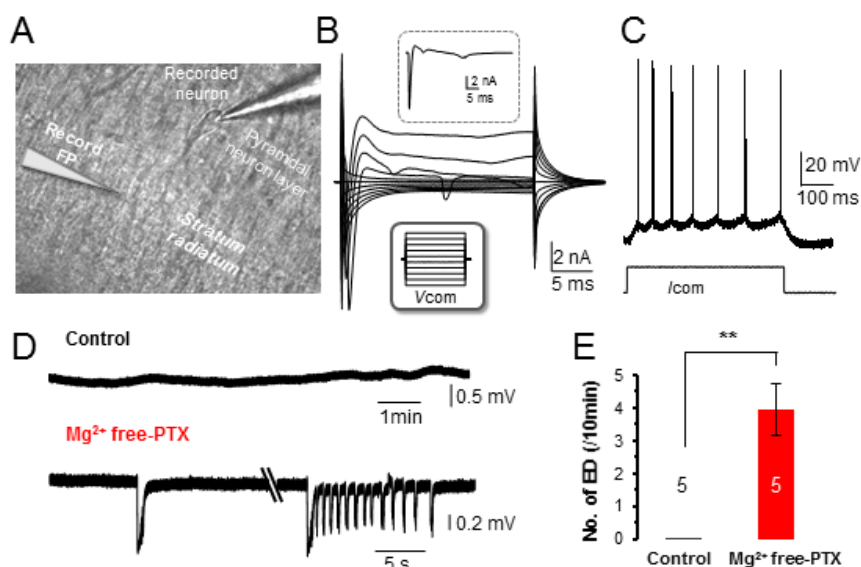 A
Recorded
neuron
Record
FP
Pyramidal
neuron layer
Stratum
radiatum
B
2 nA
5 ms
Vcom
2 nA
5 ms
C
20 mV
100 ms
Icom
D
Control
0.5 mV
1min
Mg²⁺ free-PTX
0.2 mV
5 s
E
**
No. of ED (/10min)
5
4
3
2
1
0
5
5
Control
Mg²⁺ free-PTX